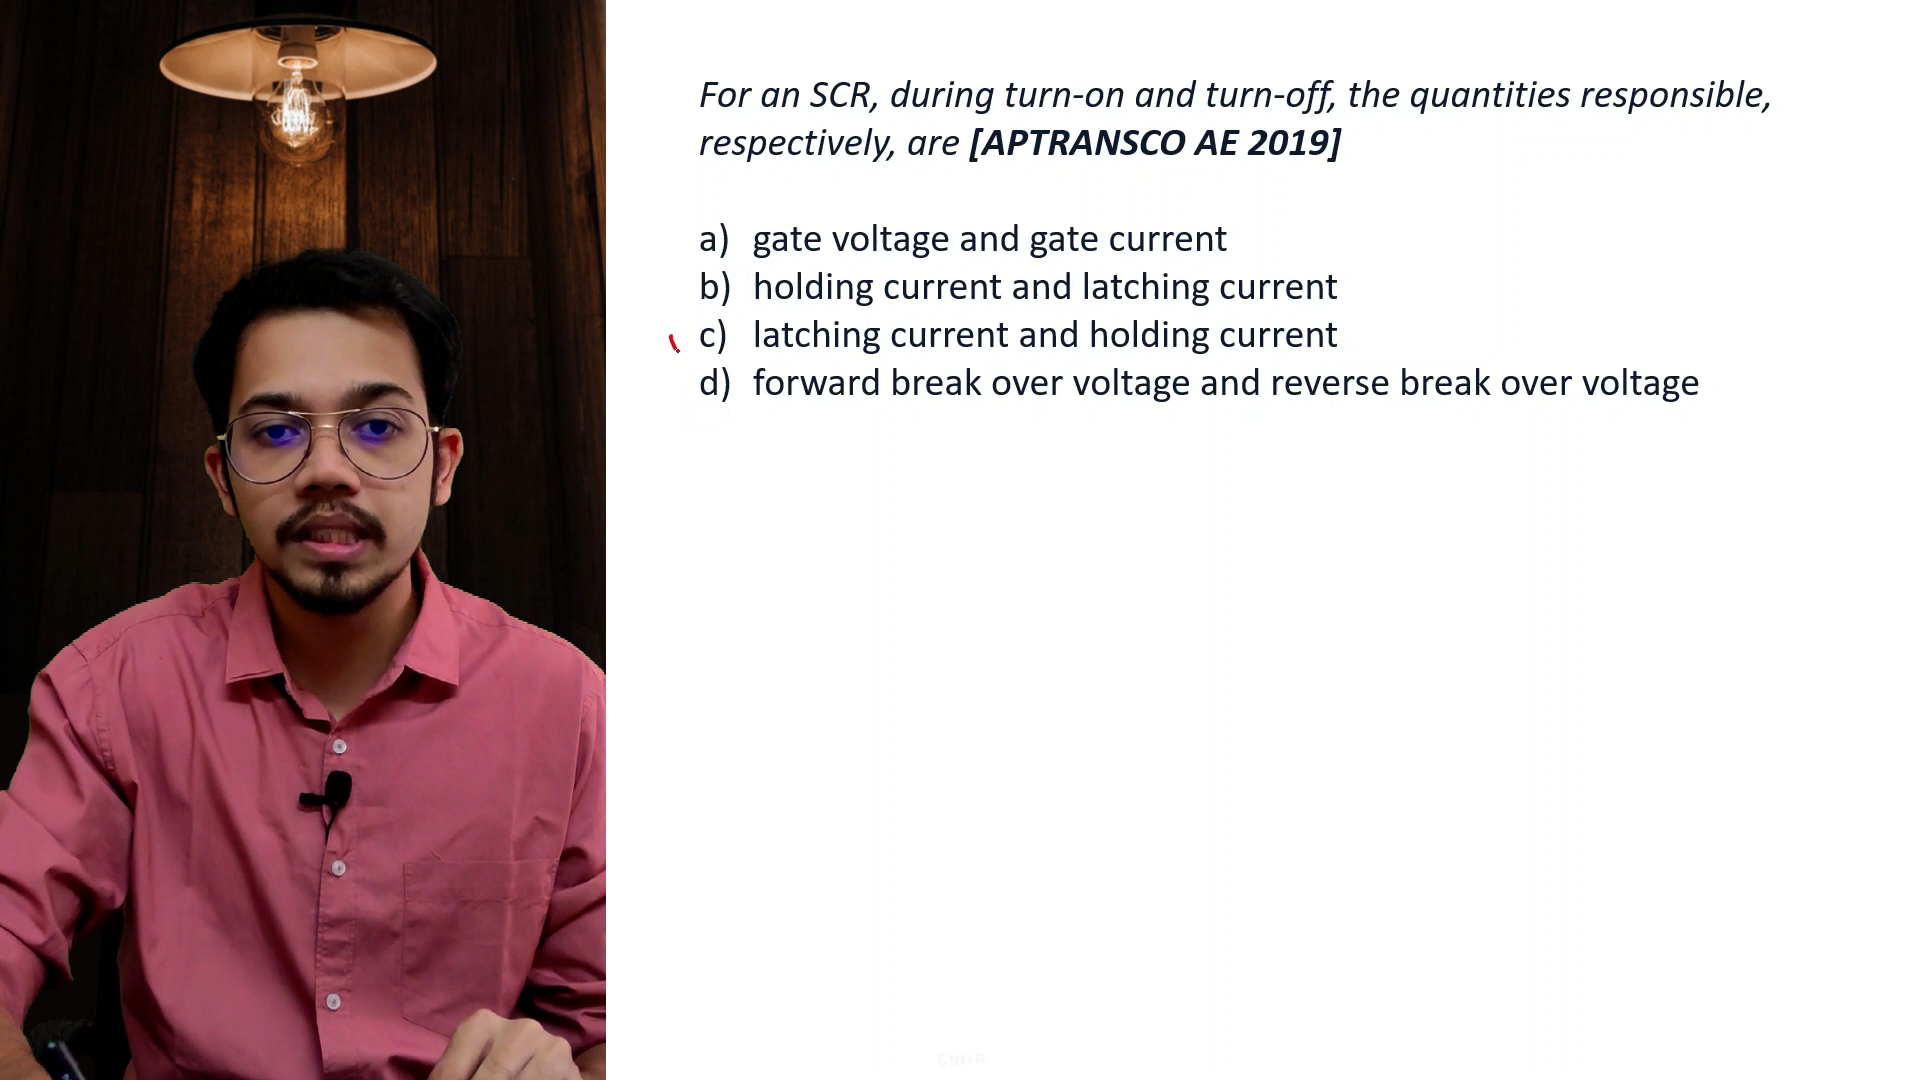 For an SCR, during turn-on and turn-off, the quantities responsible,
respectively, are [APTRANSCO AE 2019]
a) gate voltage and gate current
b) holding current and latching current
c) latching current and holding current
d) forward break over voltage and reverse break over voltage
Ctrl+P